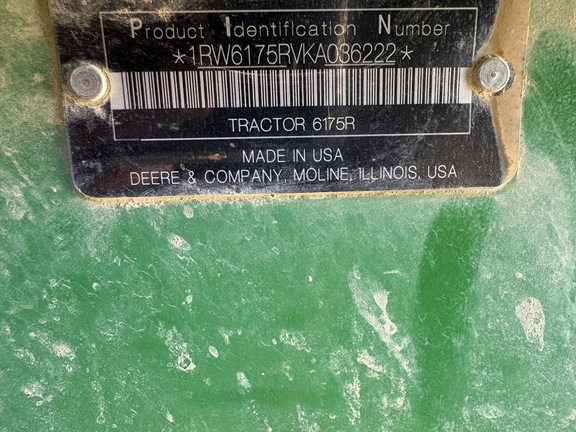 Product Identification Number
*1RW6175RVKA036222*
TRACTOR 6175R
MADE IN USA
DEERE & COMPANY, MOLINE, ILLINOIS, USA